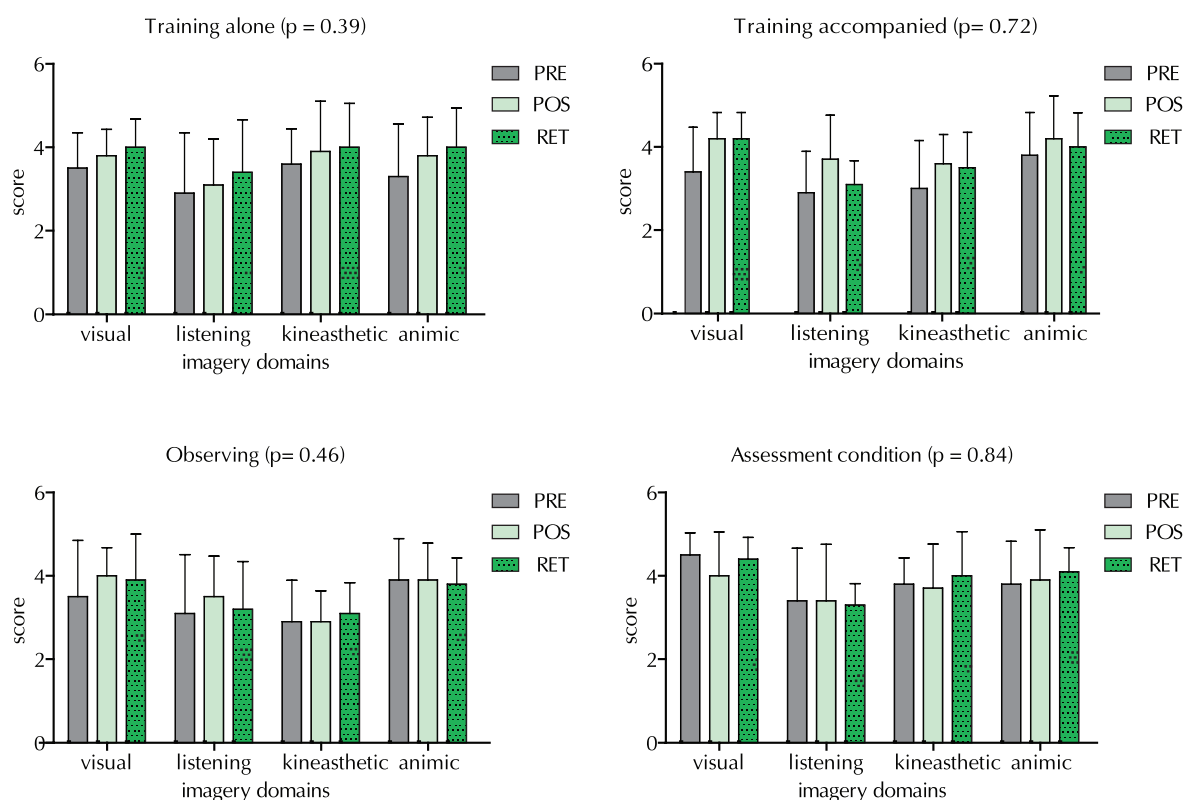 Training alone (p = 0.39)
6
4
2
0
score
PRE
POS
RET
visual listening kineasthetic animic
imagery domains
Training accompanied (p= 0.72)
6
4
2
0
score
PRE
POS
RET
visual listening kineasthetic animic
imagery domains
Observing (p= 0.46)
6
4
2
0
score
PRE
POS
RET
visual listening kineasthetic animic
imagery domains
Assessment condition (p = 0.84)
6
4
2
0
score
PRE
POS
RET
visual listening kineasthetic animic
imagery domains